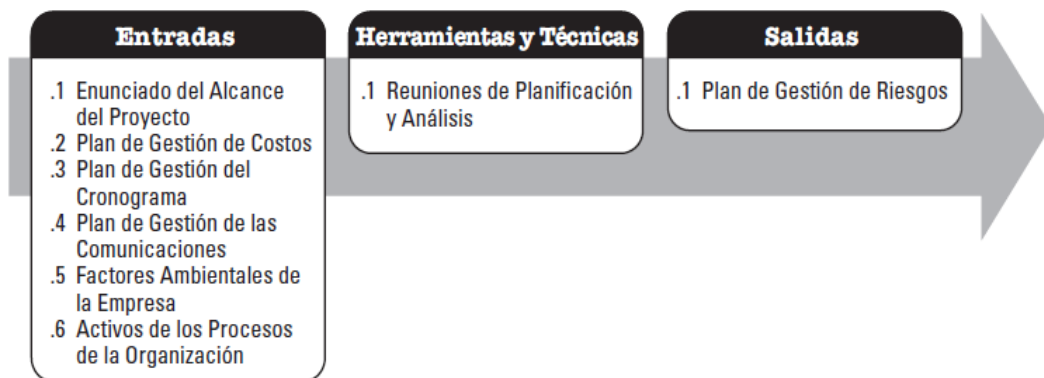 Entradas
.1 Enunciado del Alcance
del Proyecto
.2 Plan de Gestión de Costos
.3 Plan de Gestión del
Cronograma
.4 Plan de Gestión de las
Comunicaciones
.5 Factores Ambientales de
la Empresa
.6 Activos de los Procesos
de la Organización
Herramientas y Técnicas
.1 Reuniones de Planificación
y Análisis
Salidas
.1 Plan de Gestión de Riesgos